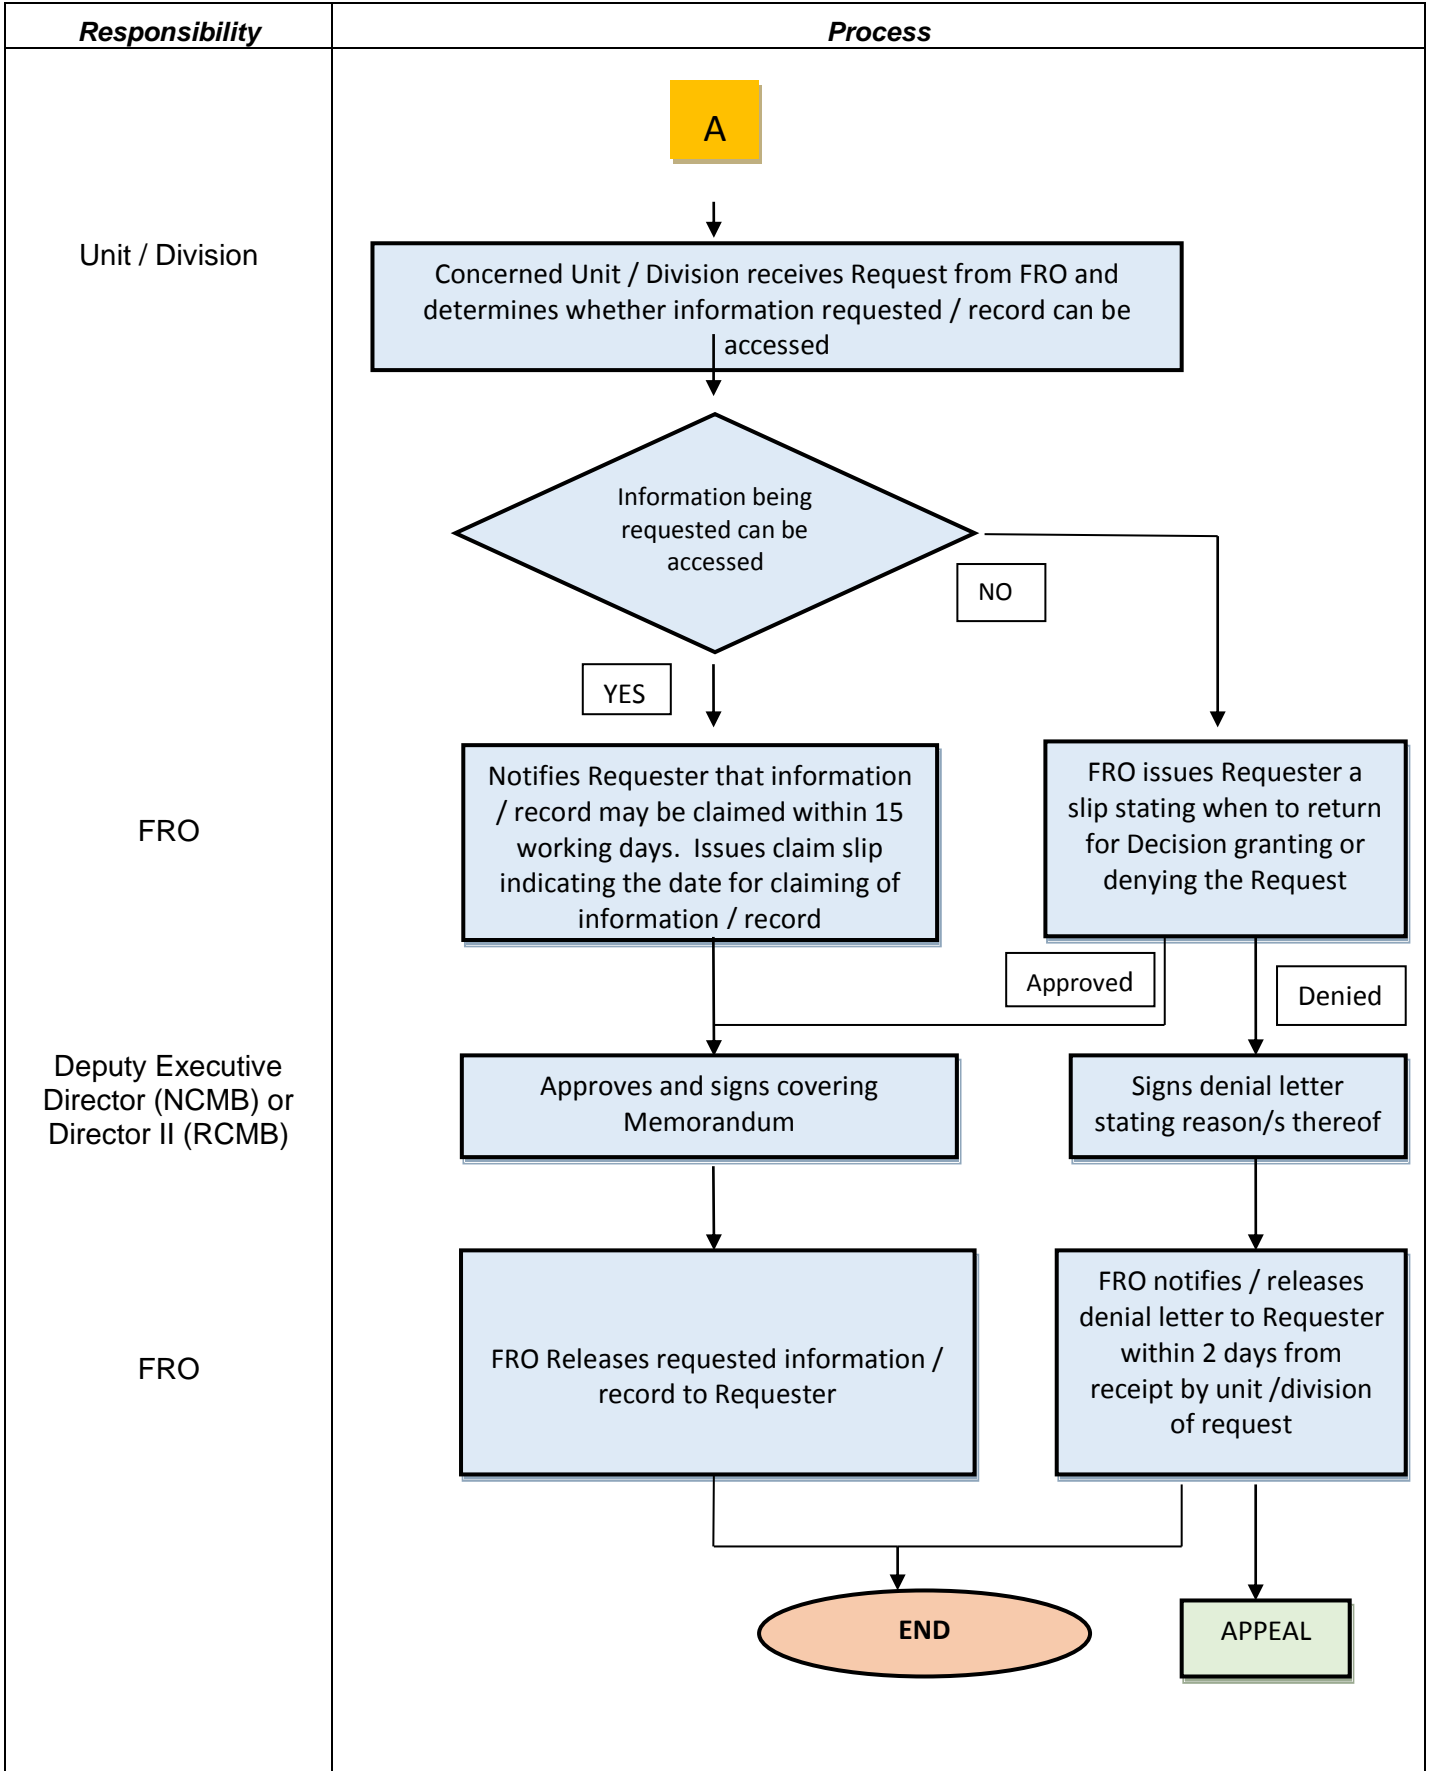 Responsibility
Process
A
Unit / Division
Concerned Unit / Division receives Request from FRO and
determines whether information requested / record can be
accessed
Information being
requested can be
accessed
NO
YES
FRO
Notifies Requester that information
/ record may be claimed within 15
working days.  Issues claim slip
indicating the date for claiming of
information / record
FRO issues Requester a
slip stating when to return
for Decision granting or
denying the Request
Approved
Denied
Deputy Executive
Director (NCMB) or
Director II (RCMB)
Approves and signs covering
Memorandum
Signs denial letter
stating reason/s thereof
FRO
FRO Releases requested information /
record to Requester
FRO notifies / releases
denial letter to Requester
within 2 days from
receipt by unit /division
of request
END
APPEAL